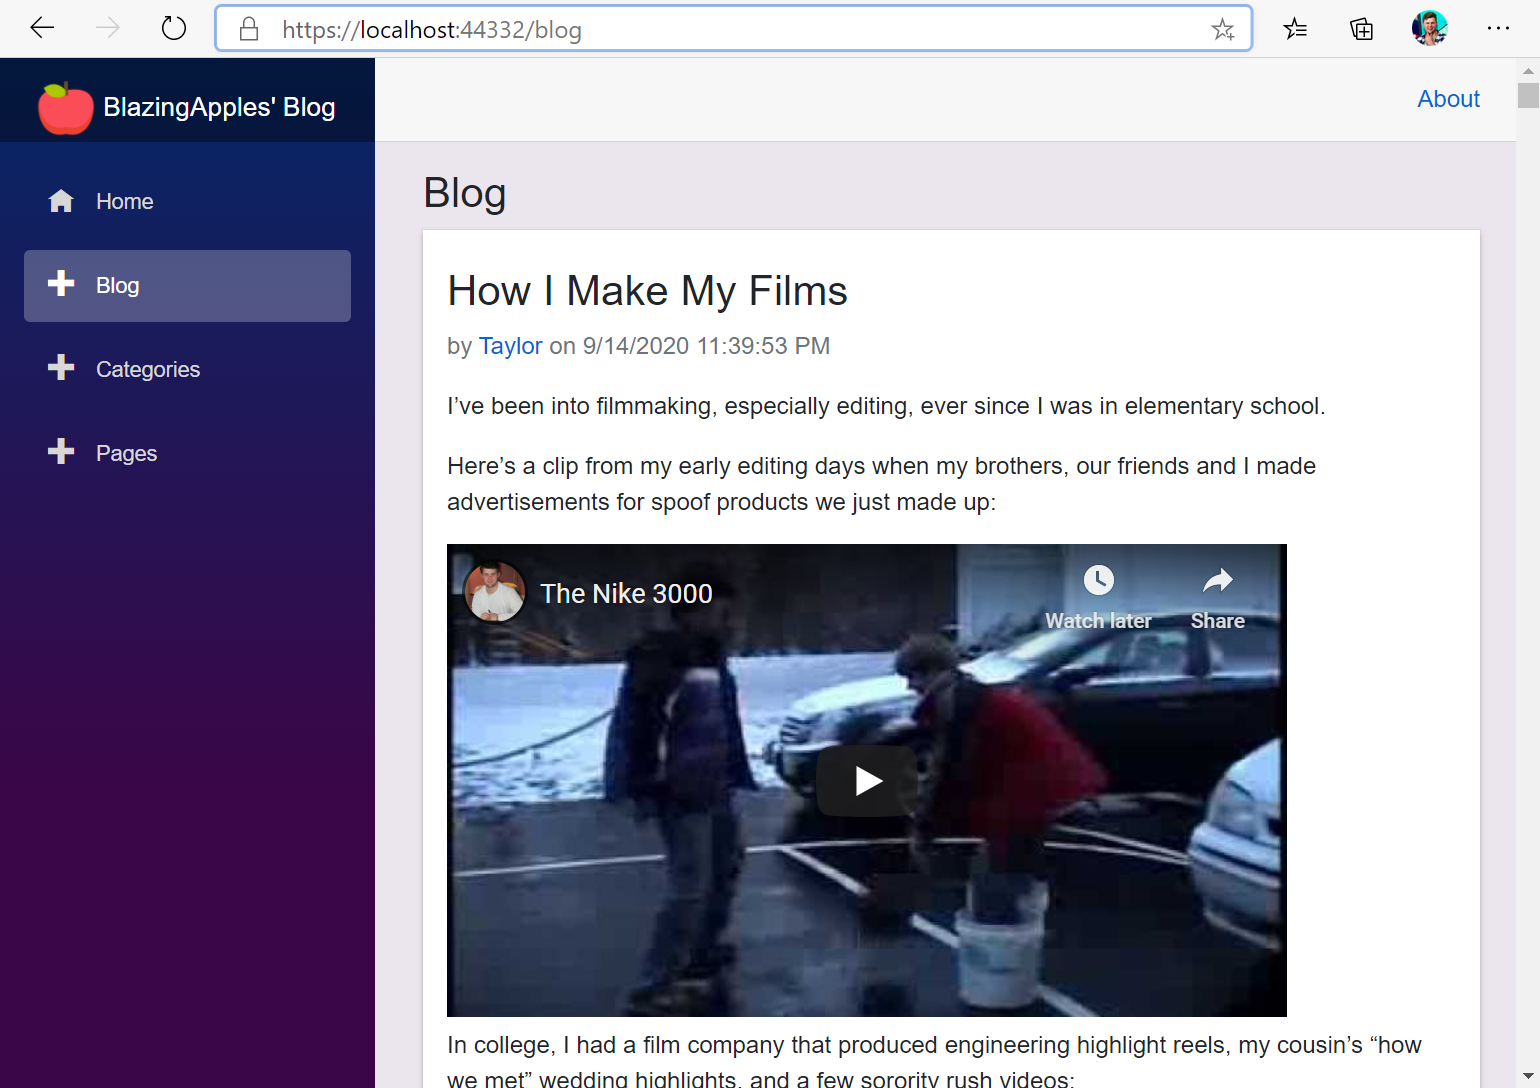 https://localhost:44332/blog
BlazingApples' Blog
About
Home
Blog
Categories
Pages
Blog
How I Make My Films
by Taylor on 9/14/2020 11:39:53 PM
I’ve been into filmmaking, especially editing, ever since I was in elementary school.
Here’s a clip from my early editing days when my brothers, our friends and I made
advertisements for spoof products we just made up:
The Nike 3000
Watch later
Share
In college, I had a film company that produced engineering highlight reels, my cousin’s “how
we met” wedding highlights, and a few sorority rush videos: